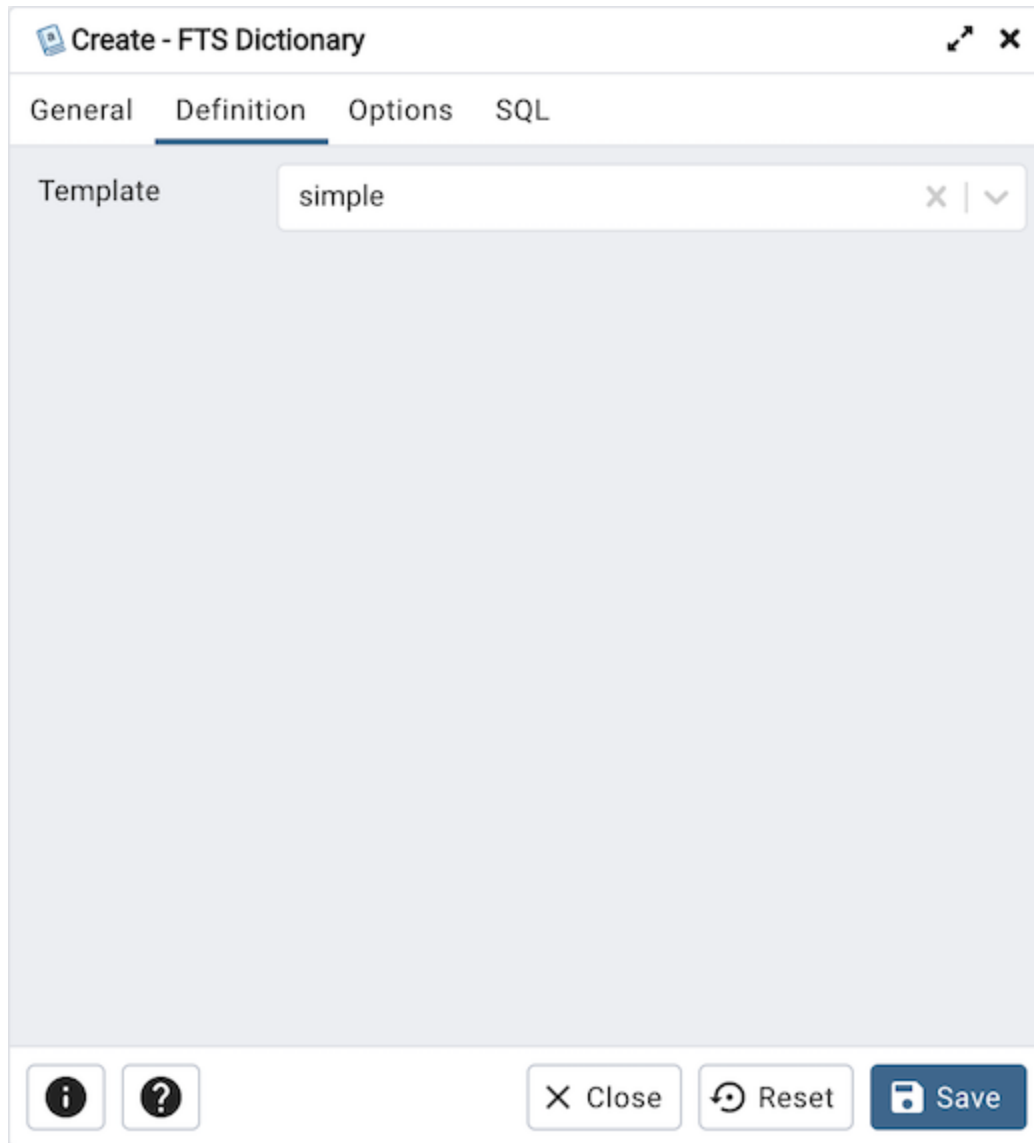 Create - FTS Dictionary
General Definition Options SQL
Template simple
Close Reset Save